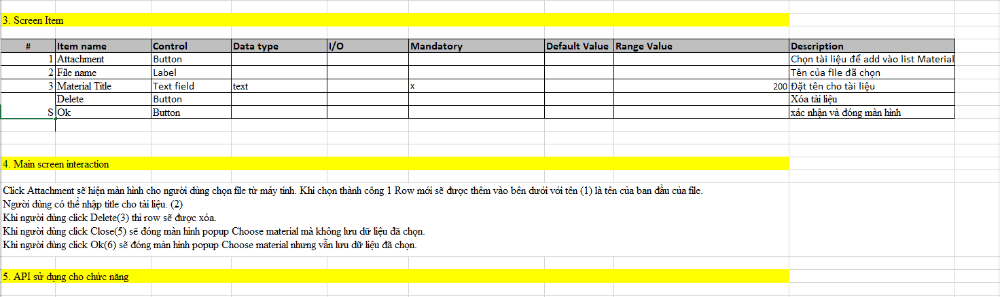 3. Screen Item
# Item name Control Data type I/O Mandatory Default Value Range Value Description
1 Attachment Button Chọn tài liệu để add vào list Material
2 File name Label Tên của file đã chọn
3 Material Title Text field text x 200 Đặt tên cho tài liệu
Delete Button Xóa tài liệu
S Ok Button xác nhận và đóng màn hình
4. Main screen interaction
Click Attachment sẽ hiện màn hình cho người dùng chọn file từ máy tính. Khi chọn thành công 1 Row mới sẽ được thêm vào bên dưới với tên (1) là tên của ban đầu của file.
Người dùng có thể nhập title cho tài liệu. (2)
Khi người dùng click Delete(3) thì row sẽ được xóa.
Khi người dùng click Close(5) sẽ đóng màn hình popup Choose material mà không lưu dữ liệu đã chọn.
Khi người dùng click Ok(6) sẽ đóng màn hình popup Choose material nhưng vẫn lưu dữ liệu đã chọn.
5. API sử dụng cho chức năng